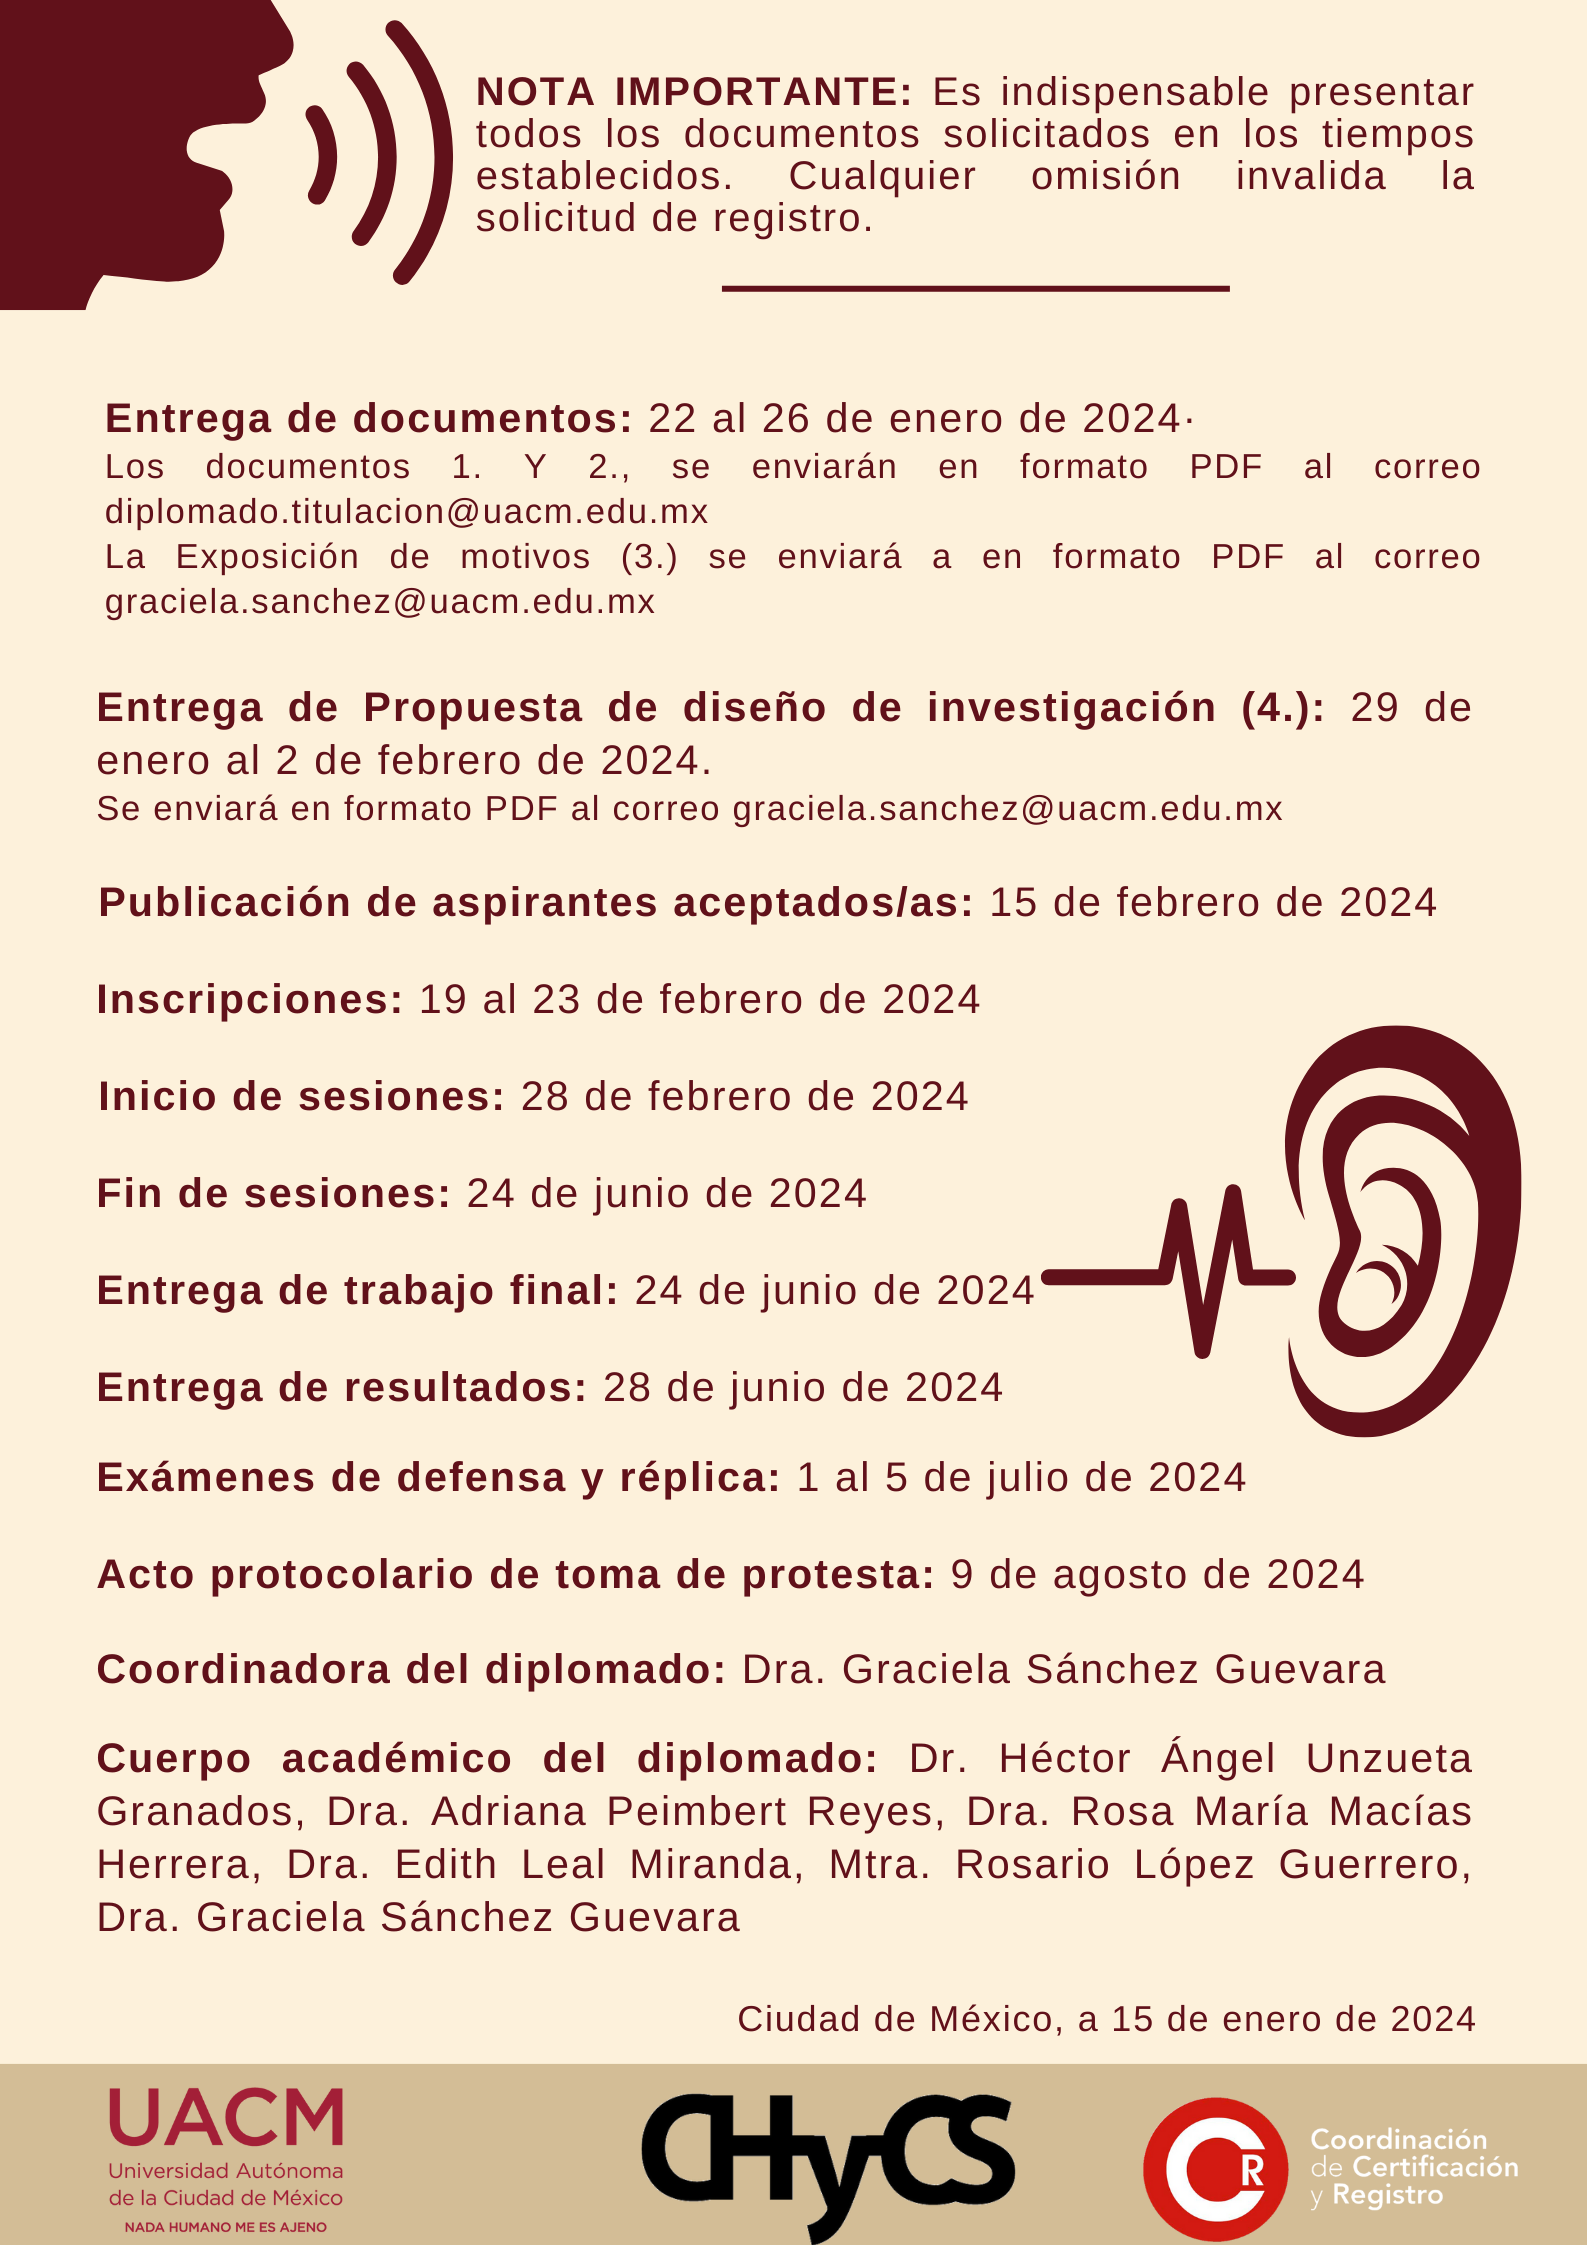 NOTA IMPORTANTE: Es indispensable presentar
todos los documentos solicitados en los tiempos
establecidos. Cualquier omisión invalida la
solicitud de registro.
Entrega de documentos: 22 al 26 de enero de 2024·
Los documentos 1. Y 2., se enviarán en formato PDF al correo
diplomado.titulacion@uacm.edu.mx
La Exposición de motivos (3.) se enviará a en formato PDF al correo
graciela.sanchez@uacm.edu.mx
Entrega de Propuesta de diseño de investigación (4.): 29 de
enero al 2 de febrero de 2024.
Se enviará en formato PDF al correo graciela.sanchez@uacm.edu.mx
Publicación de aspirantes aceptados/as: 15 de febrero de 2024
Inscripciones: 19 al 23 de febrero de 2024
Inicio de sesiones: 28 de febrero de 2024
Fin de sesiones: 24 de junio de 2024
Entrega de trabajo final: 24 de junio de 2024
Entrega de resultados: 28 de junio de 2024
Exámenes de defensa y réplica: 1 al 5 de julio de 2024
Acto protocolario de toma de protesta: 9 de agosto de 2024
Coordinadora del diplomado: Dra. Graciela Sánchez Guevara
Cuerpo académico del diplomado: Dr. Héctor Ángel Unzueta
Granados, Dra. Adriana Peimbert Reyes, Dra. Rosa María Macías
Herrera, Dra. Edith Leal Miranda, Mtra. Rosario López Guerrero,
Dra. Graciela Sánchez Guevara
Ciudad de México, a 15 de enero de 2024
UACM
Universidad Autónoma
de la Ciudad de México
NADA HUMANO ME ES AJENO
CHyCS
CR
Coordinación
de Certificación
y Registro